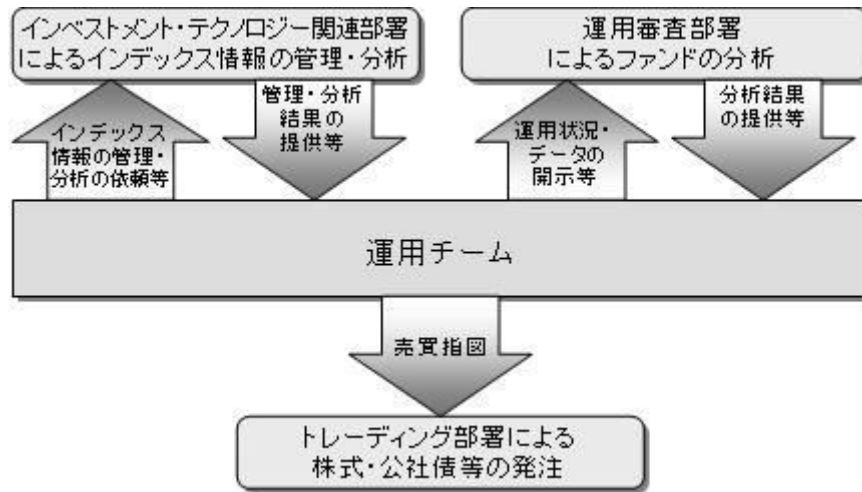 インベストメント・テクノロジー関連部署
によるインデックス情報の管理・分析
運用審査部署
によるファンドの分析
インデックス
情報の管理・
分析の依頼等
管理・分析
結果の
提供等
運用状況・
データの
開示等
分析結果
の提供等
運用チーム
売買指図
トレーディング部署による
株式・公社債等の発注